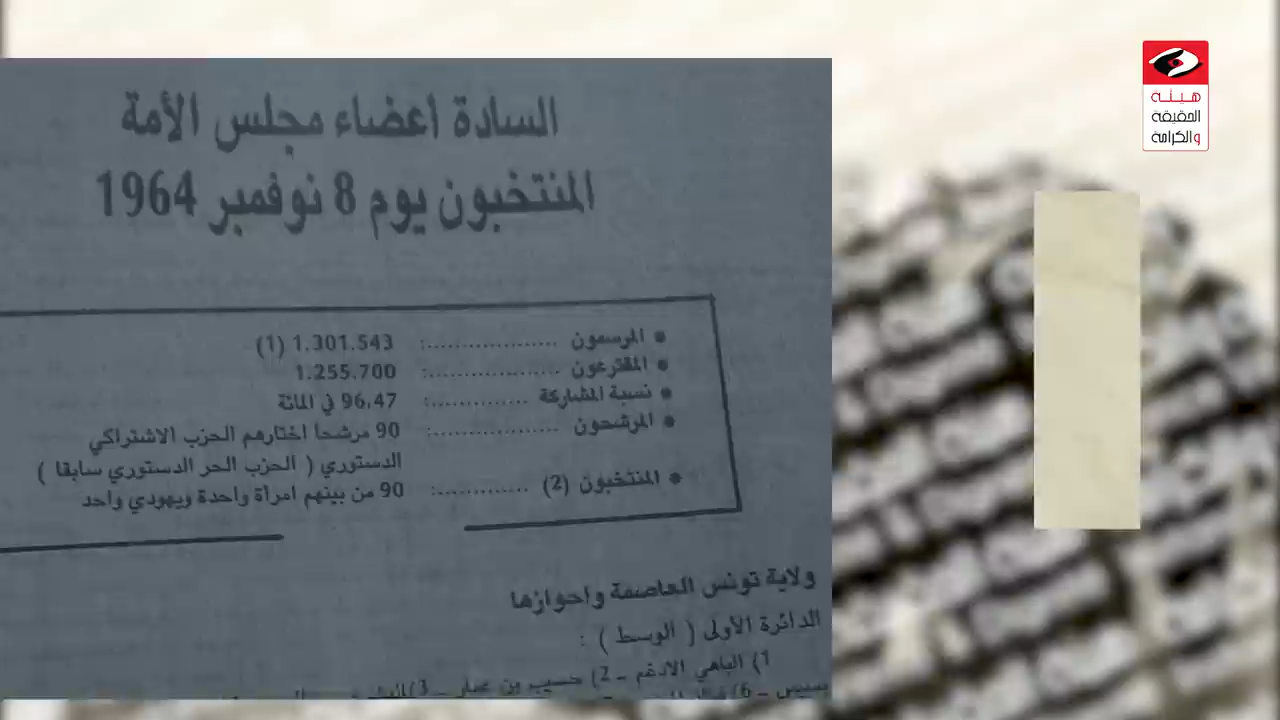 هيئة
الحقيقة
والكرامة
السادة اعضاء مجلس الأمة
المنتخبون يوم 8 نوفمبر 1964
• المرسمون .................... : 1.301.543 (1)
• المقترعون .................... : 1.255.700
• نسبة المشاركة .............. : 96،47 في المائة
• المرشحون .................... : 90 مرشحا اختارهم الحزب الاشتراكي
الدستوري ( الحزب الحر الدستوري سابقا )
• المنتخبون (2) .............. : 90 من بينهم امرأة واحدة ويهودي واحد
ولاية تونس العاصمة واحوازها
الدائرة الأولى ( الوسط ) :
1) الباهي الادغم - 2) حسيب بن عمار - 3)